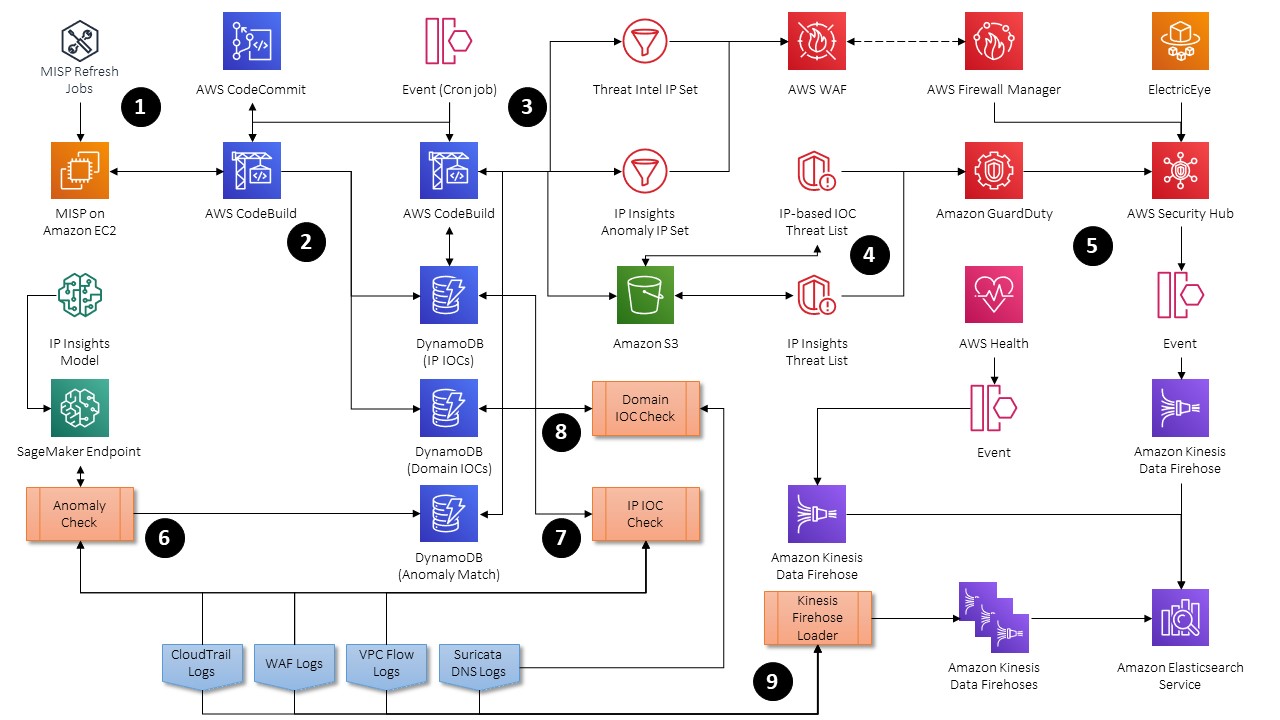 MISP Refresh
Jobs
AWS CodeCommit
Event (Cron job)
Threat Intel IP Set
AWS WAF
AWS Firewall Manager
ElectricEye
1
3
MISP on
Amazon EC2
AWS CodeBuild
AWS CodeBuild
IP Insights
Anomaly IP Set
IP-based IOC
Threat List
Amazon GuardDuty
AWS Security Hub
2
4
5
IP Insights
Model
DynamoDB
(IP IOCs)
Amazon S3
IP Insights
Threat List
AWS Health
Event
SageMaker Endpoint
DynamoDB
(Domain IOCs)
Domain
IOC Check
8
Event
Amazon Kinesis
Data Firehose
Anomaly
Check
6
DynamoDB
(Anomaly Match)
7
IP IOC
Check
Amazon Kinesis
Data Firehose
Kinesis
Firehose
Loader
CloudTrail
Logs
WAF Logs
VPC Flow
Logs
Suricata
DNS Logs
9
Amazon Kinesis
Data Firehoses
Amazon Elasticsearch
Service